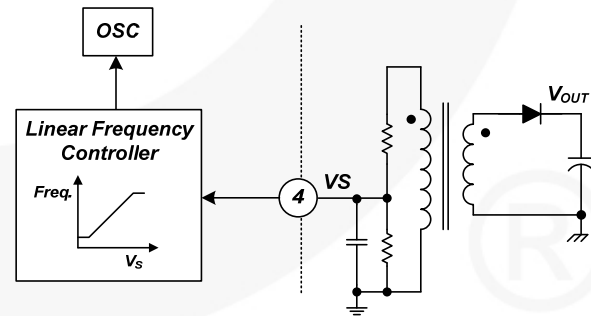 OSC
Linear Frequency
Controller
Freq.
VS
4
VS
VOUT
R